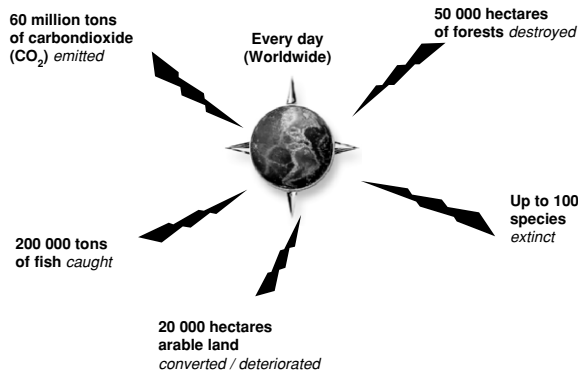 60 million tons
of carbondioxide
(CO₂) emitted
Every day
(Worldwide)
50 000 hectares
of forests destroyed
200 000 tons
of fish caught
Up to 100
species
extinct
20 000 hectares
arable land
converted / deteriorated